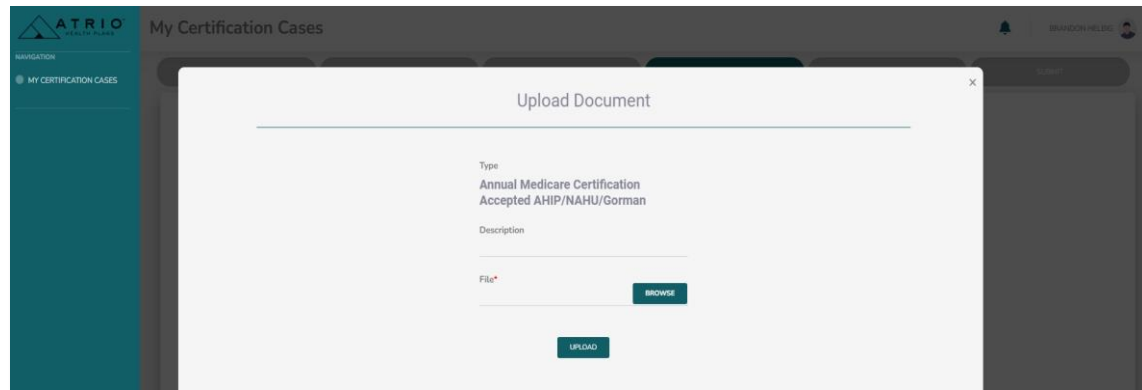 ATRIO
HEALTH PLANS
My Certification Cases
NAVIGATION
MY CERTIFICATION CASES
SUBMIT
×
Upload Document
Type
Annual Medicare Certification
Accepted AHIP/NAHU/Gorman
Description
File*
BROWSE
UPLOAD